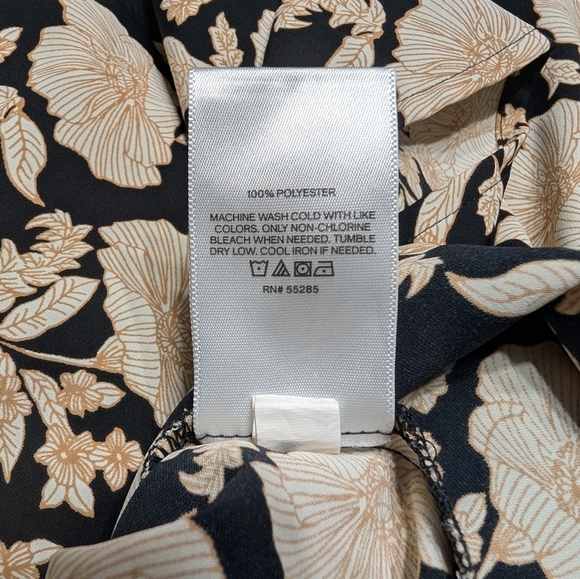 100% POLYESTER
MACHINE WASH COLD WITH LIKE
COLORS. ONLY NON-CHLORINE
BLEACH WHEN NEEDED. TUMBLE
DRY LOW. COOL IRON IF NEEDED.
RN# 55285